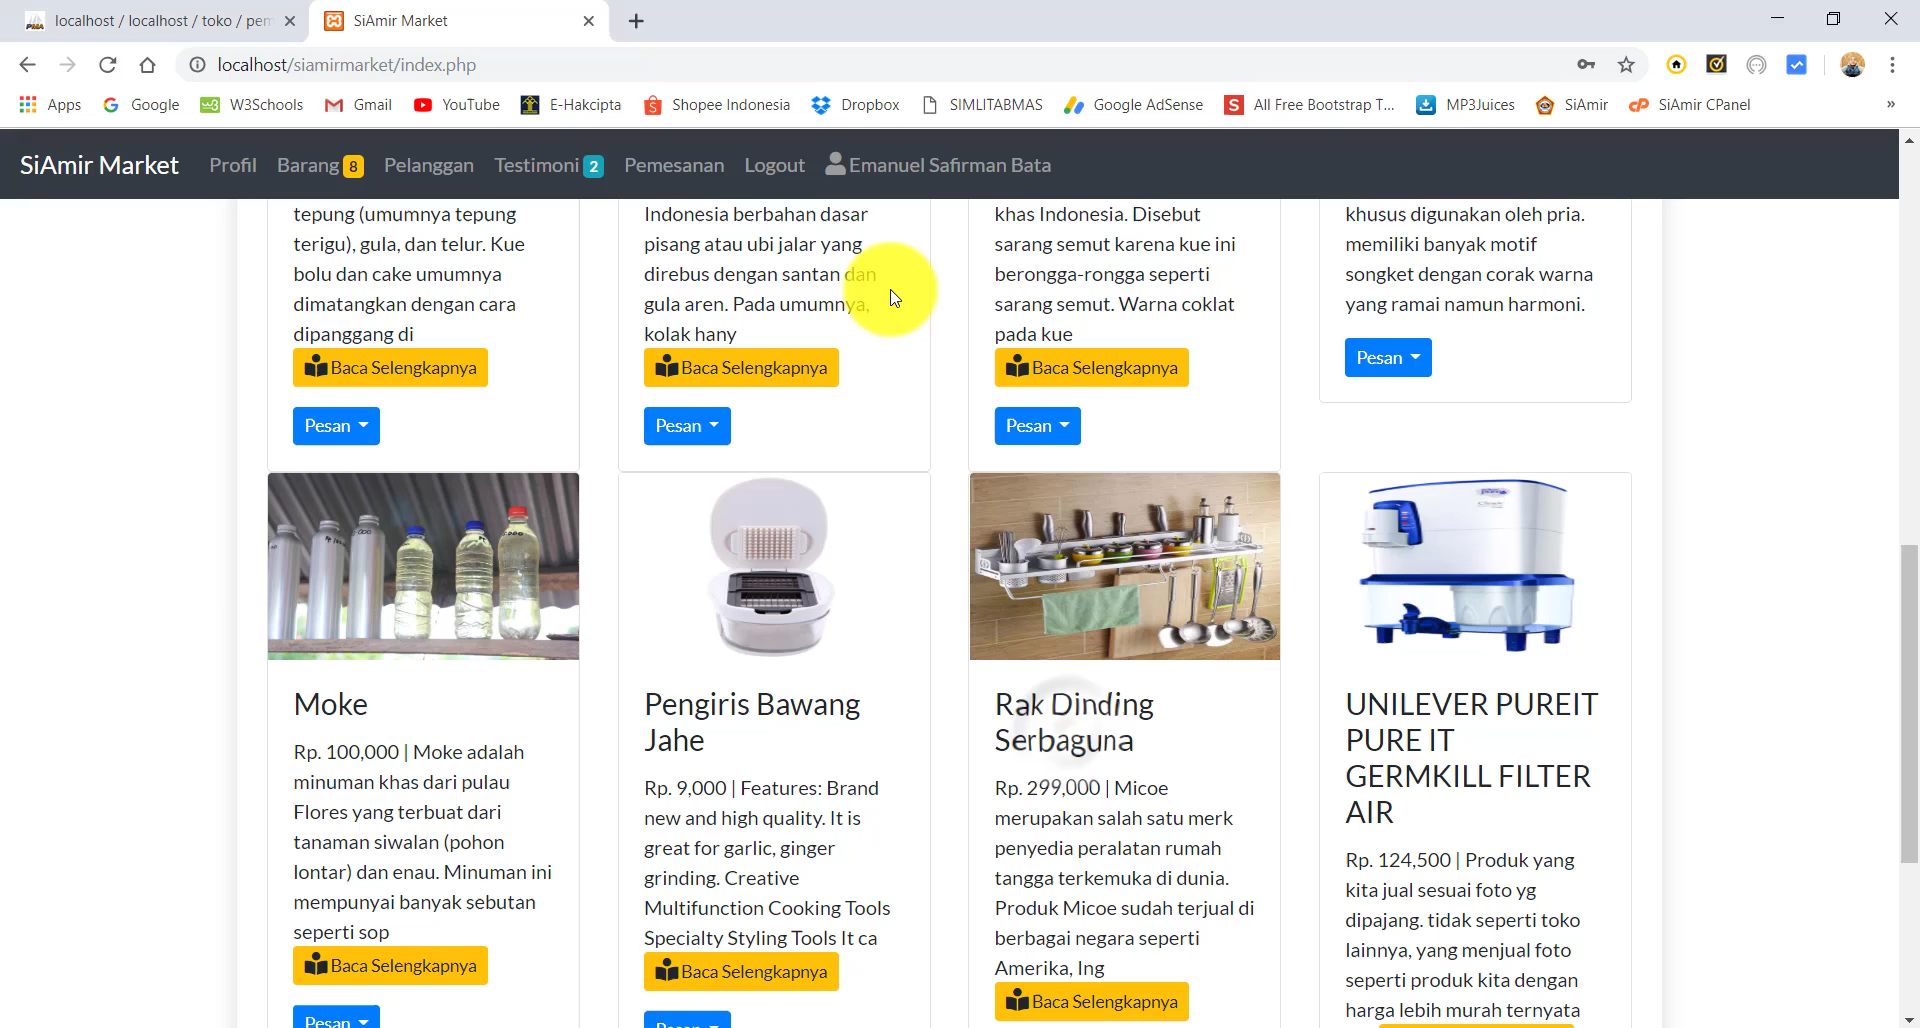 localhost / localhost / toko / pem
SiAmir Market
localhost/siamirmarket/index.php
Apps Google W3Schools Gmail YouTube E-Hakcipta Shopee Indonesia Dropbox SIMLITABMAS Google AdSense All Free Bootstrap T... MP3Juices SiAmir SiAmir CPanel »
SiAmir Market Profil Barang 8 Pelanggan Testimoni 2 Pemesanan Logout Emanuel Safirman Bata
tepung (umumnya tepung
terigu), gula, dan telur. Kue
bolu dan cake umumnya
dimatangkan dengan cara
dipanggang di
Baca Selengkapnya
Pesan
Indonesia berbahan dasar
pisang atau ubi jalar yang
direbus dengan santan dan
gula aren. Pada umumnya,
kolak hany
Baca Selengkapnya
Pesan
khas Indonesia. Disebut
sarang semut karena kue ini
berongga-rongga seperti
sarang semut. Warna coklat
pada kue
Baca Selengkapnya
Pesan
khusus digunakan oleh pria.
memiliki banyak motif
songket dengan corak warna
yang ramai namun harmoni.
Pesan
Moke
Rp. 100,000 | Moke adalah
minuman khas dari pulau
Flores yang terbuat dari
tanaman siwalan (pohon
lontar) dan enau. Minuman ini
mempunyai banyak sebutan
seperti sop
Baca Selengkapnya
Pesan
Pengiris Bawang
Jahe
Rp. 9,000 | Features: Brand
new and high quality. It is
great for garlic, ginger
grinding. Creative
Multifunction Cooking Tools
Specialty Styling Tools It ca
Baca Selengkapnya
Pesan
Rak Dinding
Serbaguna
Rp. 299,000 | Micoe
merupakan salah satu merk
penyedia peralatan rumah
tangga terkemuka di dunia.
Produk Micoe sudah terjual di
berbagai negara seperti
Amerika, Ing
Baca Selengkapnya
UNILEVER PUREIT
PURE IT
GERMKILL FILTER
AIR
Rp. 124,500 | Produk yang
kita jual sesuai foto yg
dipajang. tidak seperti toko
lainnya, yang menjual foto
seperti produk kita dengan
harga lebih murah ternyata